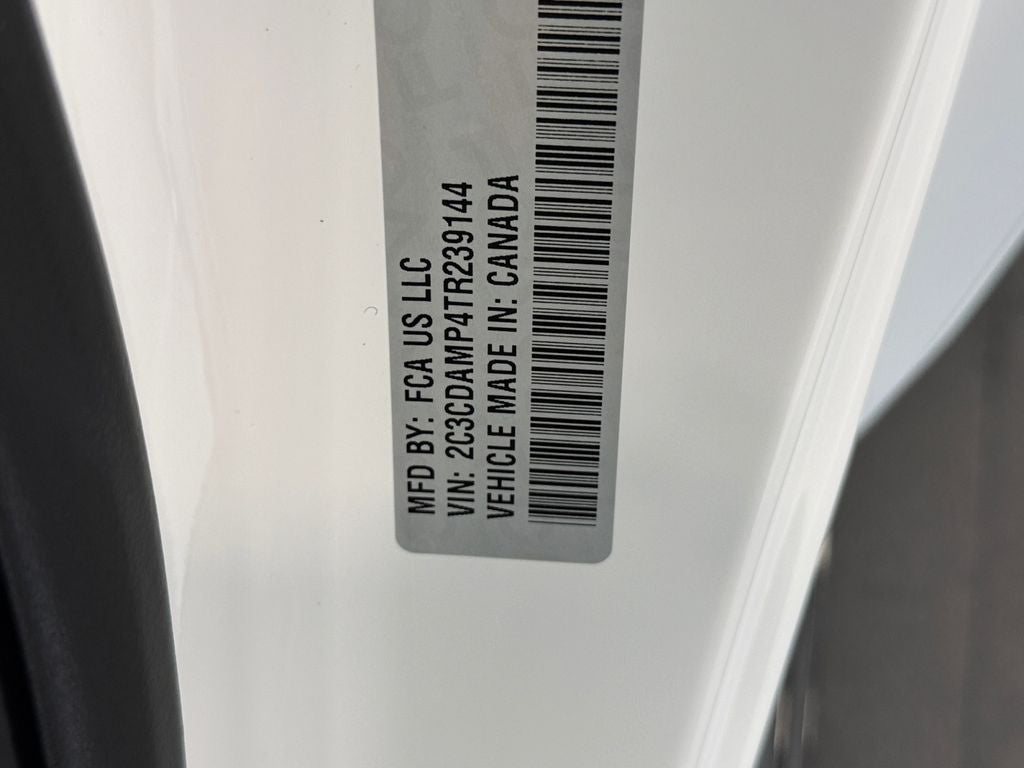 MFD BY: FCA US LLC
VIN: 2C3CDAMP4TR239144
VEHICLE MADE IN: CANADA